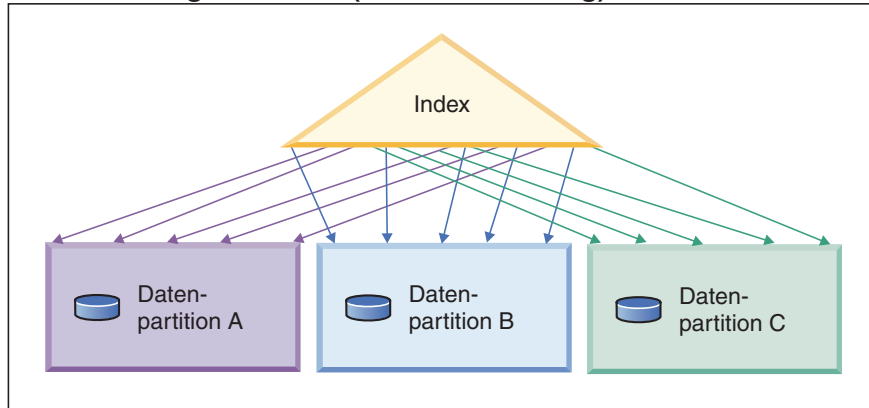 Index
Daten-
partition A
Daten-
partition B
Daten-
partition C